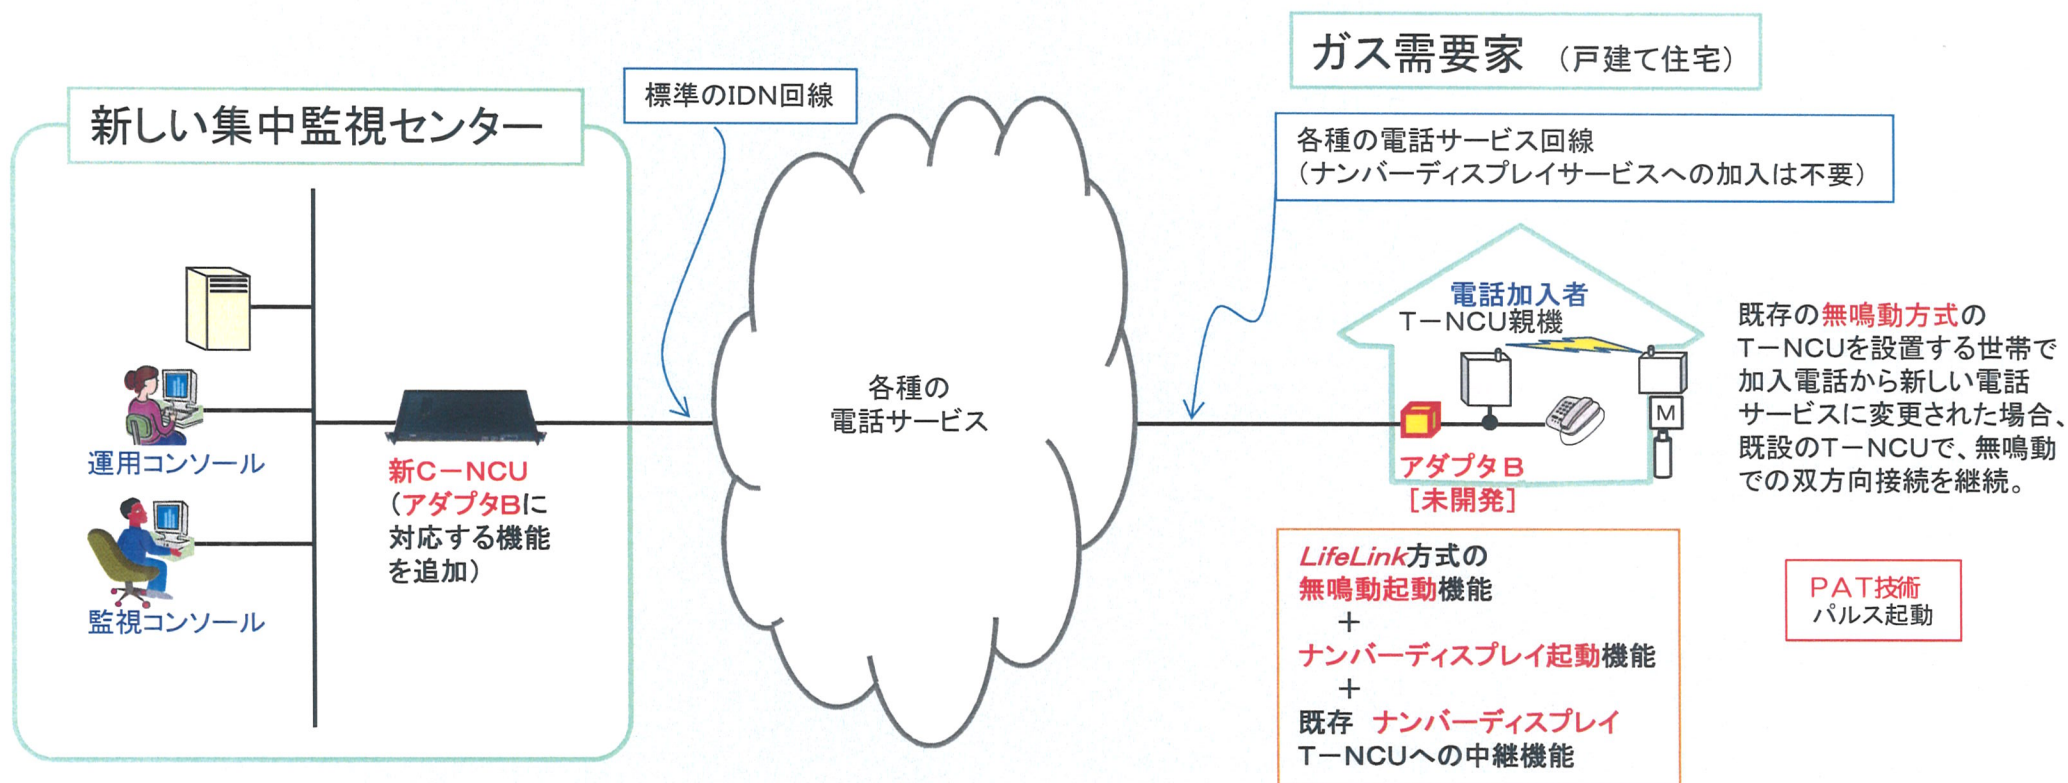 新しい集中監視センター
標準のIDN回線
ガス需要家 （戸建て住宅）
各種の電話サービス回線
（ナンバーディスプレイサービスへの加入は不要）
運用コンソール
監視コンソール
新C－NCU
（アダプタBに
対応する機能
を追加）
各種の
電話サービス
電話加入者
T－NCU親機
M
アダプタB
［未開発］
既存の無鳴動方式の
T－NCUを設置する世帯で
加入電話から新しい電話
サービスに変更された場合、
既設のT－NCUで、無鳴動
での双方向接続を継続。
LifeLink方式の
無鳴動起動機能
＋
ナンバーディスプレイ起動機能
＋
既存 ナンバーディスプレイ
T－NCUへの中継機能
PAT技術
パルス起動